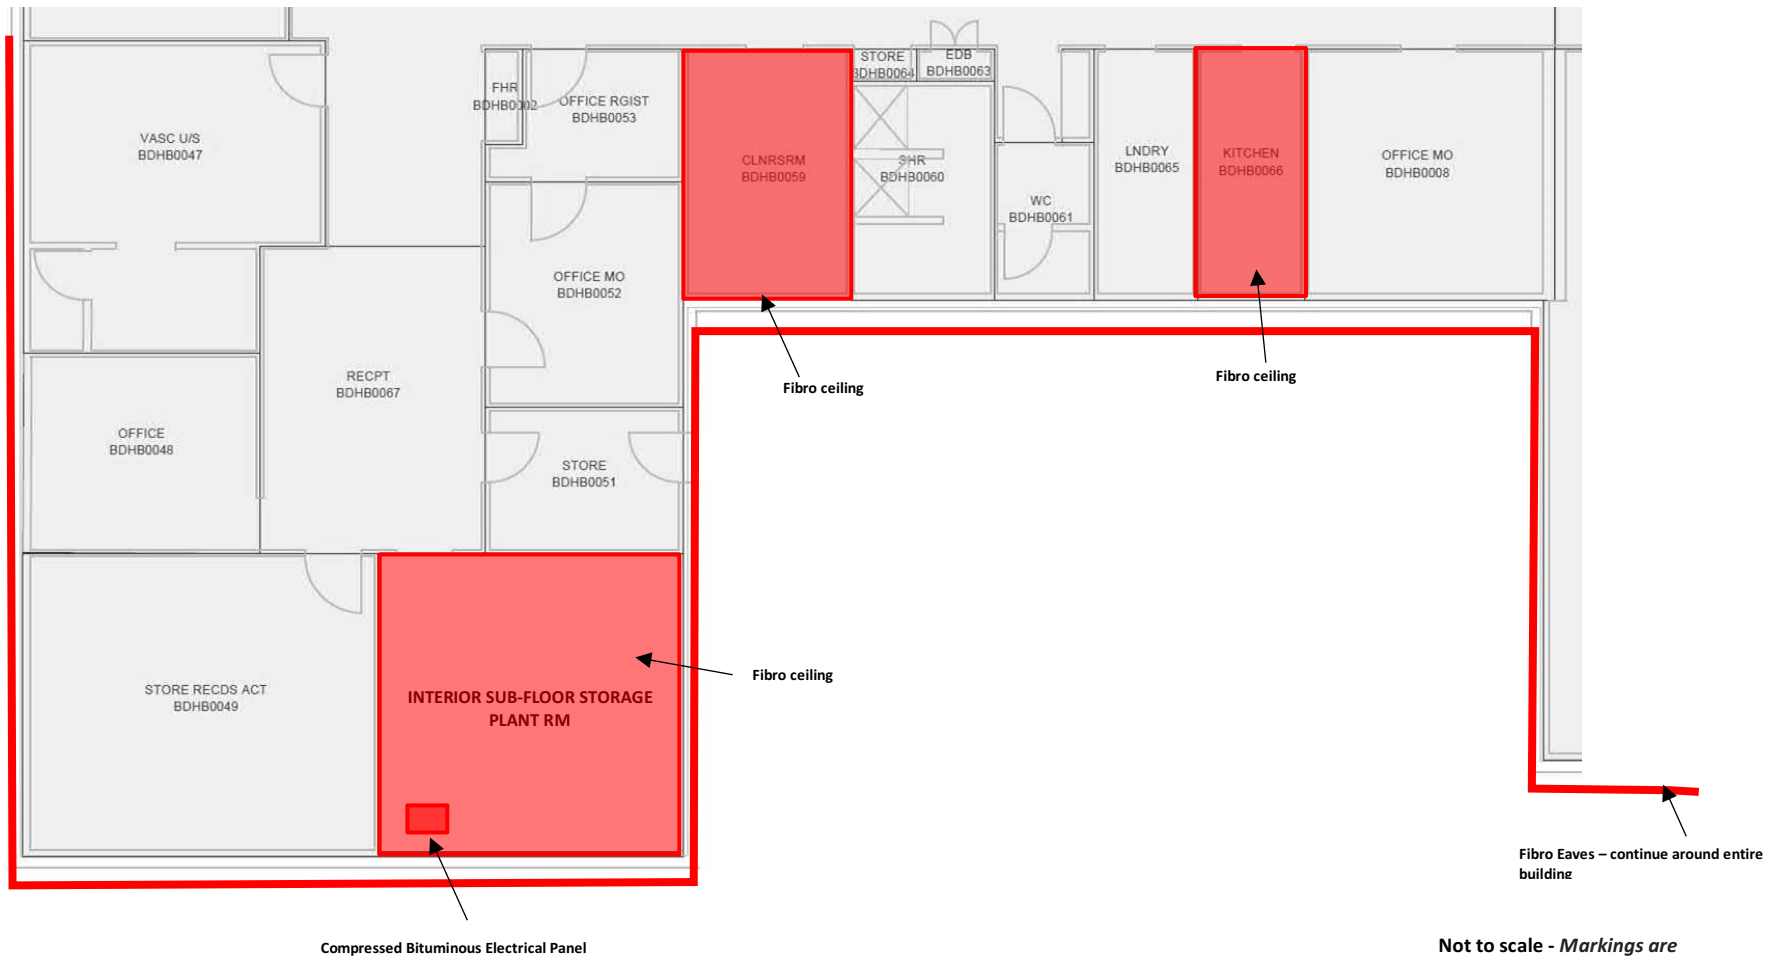 STORE
BDHB0064
EDB
BDHB0063
FHR
BDHB0002
OFFICE RGIST
BDHB0053
VASC U/S
BDHB0047
CLNRSRM
BDHB0059
SHR
BDHB0060
LNDRY
BDHB0065
KITCHEN
BDHB0066
OFFICE MO
BDHB0008
WC
BDHB0061
OFFICE MO
BDHB0052
RECPT
BDHB0067
Fibro ceiling
Fibro ceiling
OFFICE
BDHB0048
STORE
BDHB0051
STORE RECDS ACT
BDHB0049
Fibro ceiling
INTERIOR SUB-FLOOR STORAGE
PLANT RM
Fibro Eaves – continue around entire
building
Compressed Bituminous Electrical Panel
Not to scale - Markings are